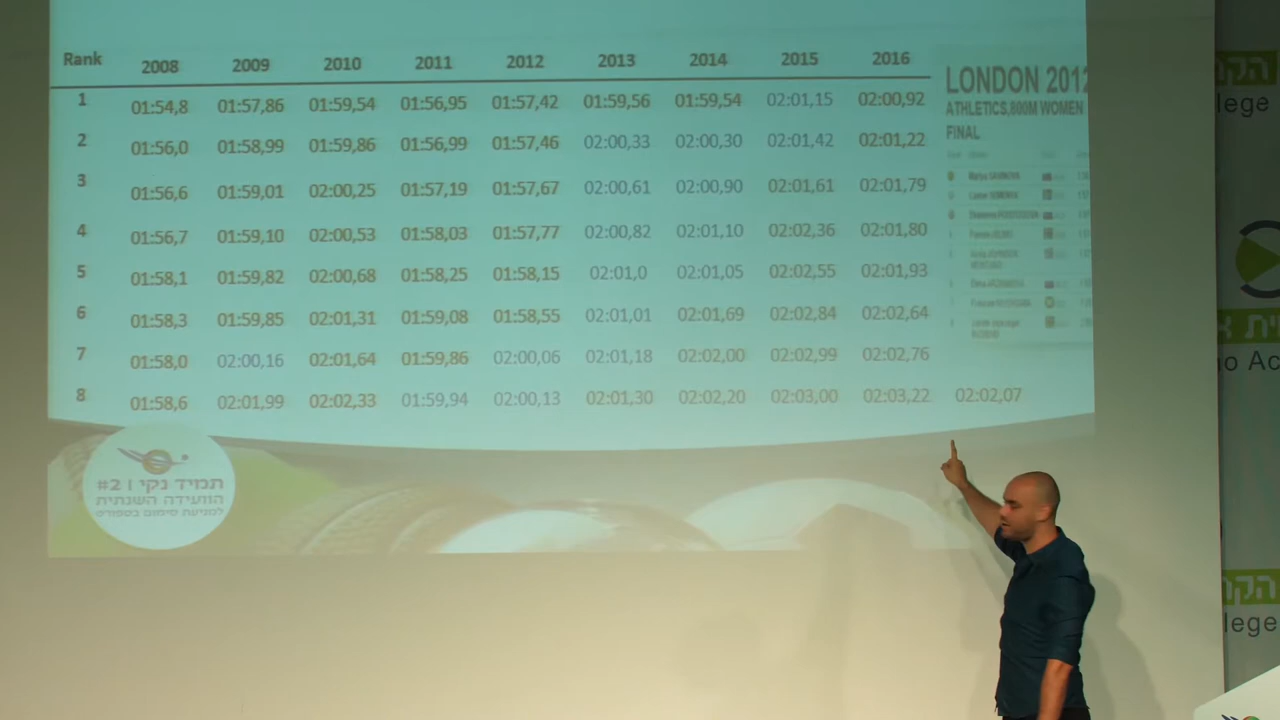 Rank 2008 2009 2010 2011 2012 2013 2014 2015 2016
1 01:54,8 01:57,86 01:59,54 01:56,95 01:57,42 01:59,56 01:59,54 02:01,15 02:00,92
2 01:56,0 01:58,99 01:59,86 01:56,99 01:57,46 02:00,33 02:00,30 02:01,42 02:01,22
3 01:56,6 01:59,01 02:00,25 01:57,19 01:57,67 02:00,61 02:00,90 02:01,61 02:01,79
4 01:56,7 01:59,10 02:00,53 01:58,03 01:57,77 02:00,82 02:01,10 02:02,36 02:01,80
5 01:58,1 01:59,82 02:00,68 01:58,25 01:58,15 02:01,0 02:01,05 02:02,55 02:01,93
6 01:58,3 01:59,85 02:01,31 01:59,08 01:58,55 02:01,01 02:01,69 02:02,84 02:02,64
7 01:58,0 02:00,16 02:01,64 01:59,86 02:00,06 02:01,18 02:02,00 02:02,99 02:02,76
8 01:58,6 02:01,99 02:02,33 01:59,94 02:00,13 02:01,30 02:02,20 02:03,00 02:03,22 02:02,07
LONDON 2012
ATHLETICS,800M WOMEN
FINAL
תמיד נקי | 2#
הוועידה השנתית
למניעת סימום בספורט
הקר
llege
ית א
no Ac
הקר
llege